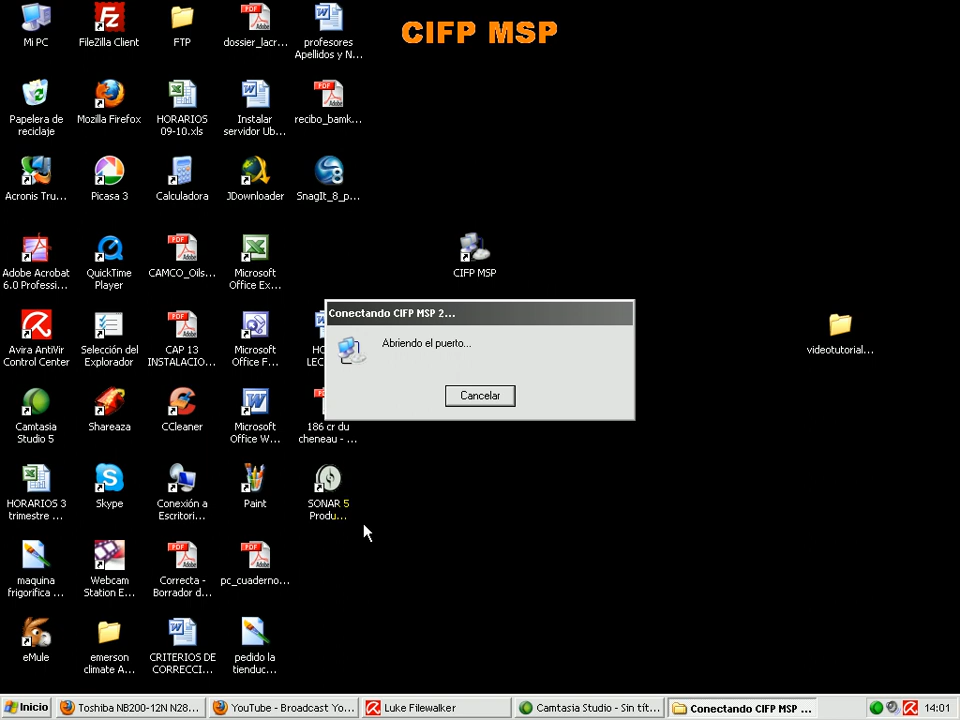 CIFP MSP
Mi PC
FileZilla Client
FTP
dossier_lacr...
profesores
Apellidos y N...
Papelera de
reciclaje
Mozilla Firefox
HORARIOS
09-10.xls
Instalar
servidor Ub...
recibo_bamk...
Acronis Tru...
Picasa 3
Calculadora
JDownloader
SnagIt_8_p...
Adobe Acrobat
6.0 Professi...
QuickTime
Player
CAMCO_Oils...
Microsoft
Office Ex...
CIFP MSP
Conectando CIFP MSP 2...
Abriendo el puerto...
Cancelar
Avira AntiVir
Control Center
Selección del
Explorador
CAP 13
INSTALACIO...
Microsoft
Office F...
HO
LEC
videotutorial...
Camtasia
Studio 5
Shareaza
CCleaner
Microsoft
Office W...
186 cr du
cheneau - ...
HORARIOS 3
trimestre ...
Skype
Conexión a
Escritori...
Paint
SONAR 5
Produ...
maquina
frigorifica ...
Webcam
Station E...
Correcta -
Borrador d...
pc_cuaderno...
eMule
emerson
climate A...
CRITERIOS DE
CORRECCI...
pedido la
tienduc...
Inicio
Toshiba NB200-12N N28...
YouTube - Broadcast Yo...
Luke Filewalker
Camtasia Studio - Sin tít...
Conectando CIFP MSP ...
14:01